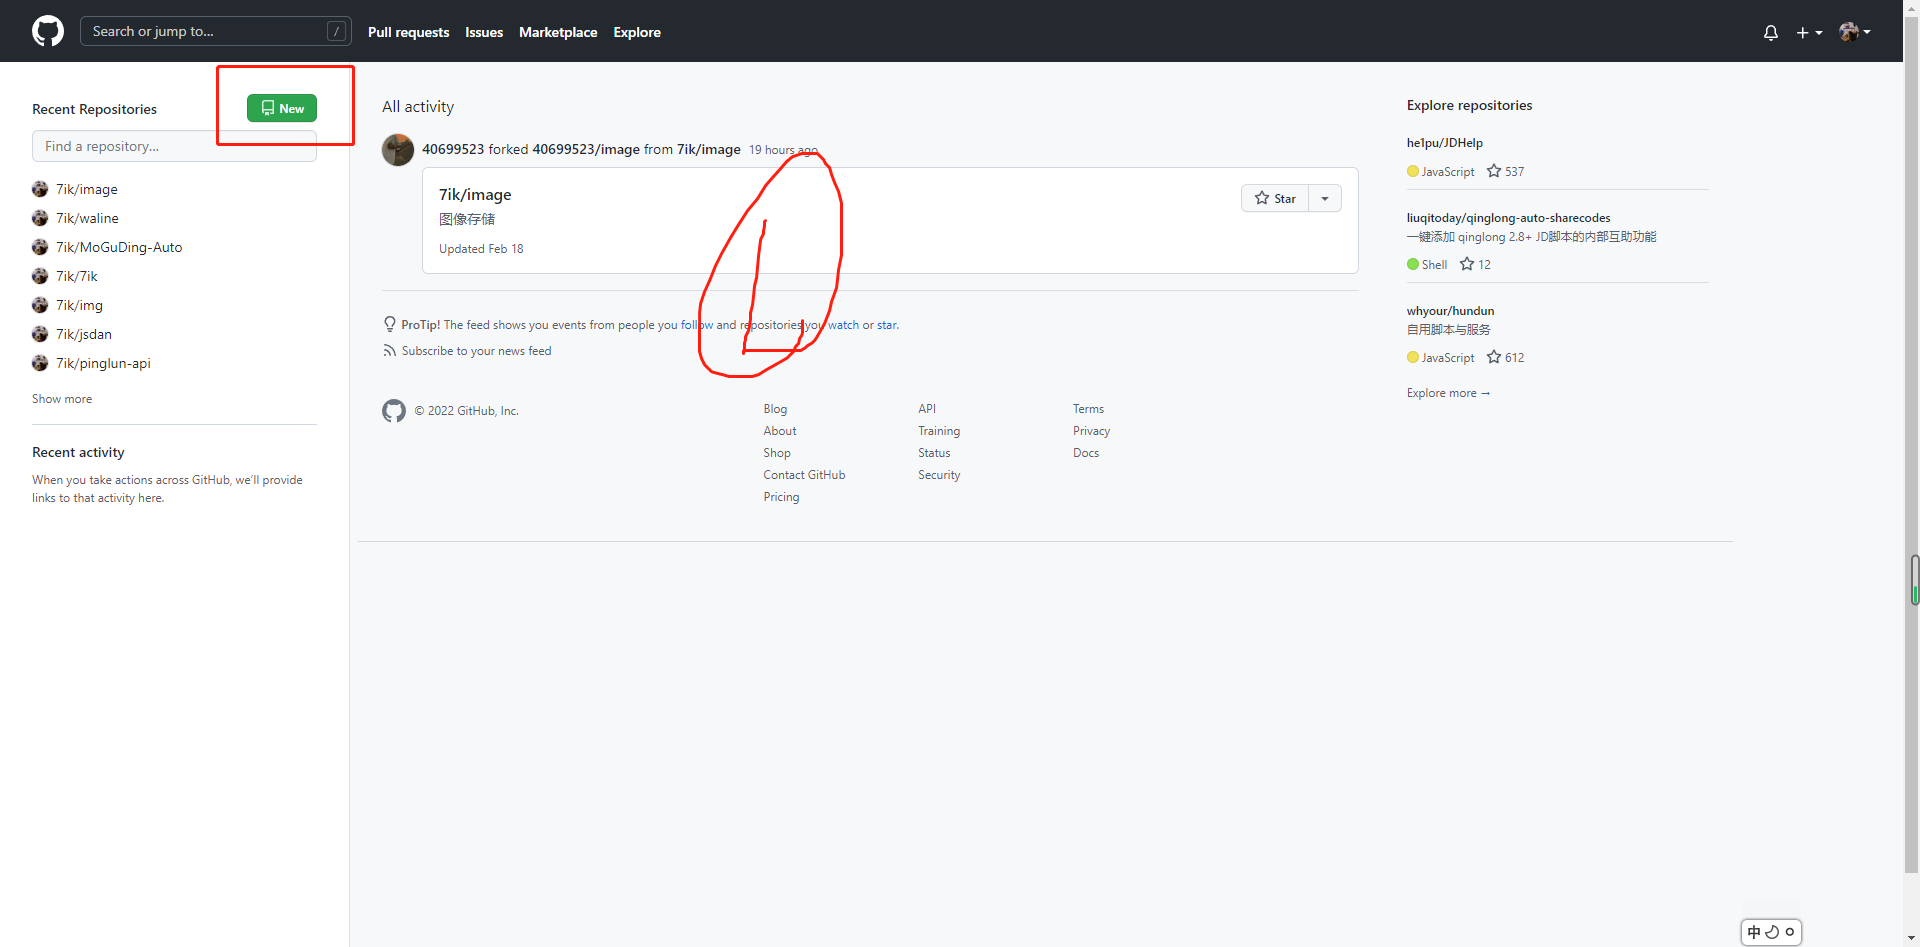 Search or jump to... /
Pull requests Issues Marketplace Explore
Recent Repositories
New
Find a repository...
7ik/image
7ik/waline
7ik/MoGuDing-Auto
7ik/7ik
7ik/img
7ik/jsdan
7ik/pinglun-api
Show more
Recent activity
When you take actions across GitHub, we'll provide
links to that activity here.
All activity
40699523 forked 40699523/image from 7ik/image 19 hours ago
7ik/image
图像存储
Updated Feb 18
Star
ProTip! The feed shows you events from people you follow and repositories you watch or star.
Subscribe to your news feed
© 2022 GitHub, Inc.
Blog
About
Shop
Contact GitHub
Pricing
API
Training
Status
Security
Terms
Privacy
Docs
Explore repositories
he1pu/JDHelp
JavaScript 537
liuqitoday/qinglong-auto-sharecodes
一键添加 qinglong 2.8+ JD脚本的内部互助功能
Shell 12
whyour/hundun
自用脚本与服务
JavaScript 612
Explore more →
中